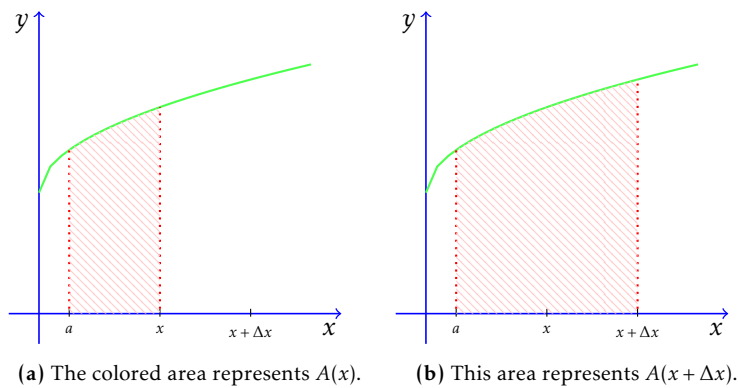 y
y
a
x
x + Δx
x
a
x
x + Δx
x
(a) The colored area represents A(x).
(b) This area represents A(x + Δx).